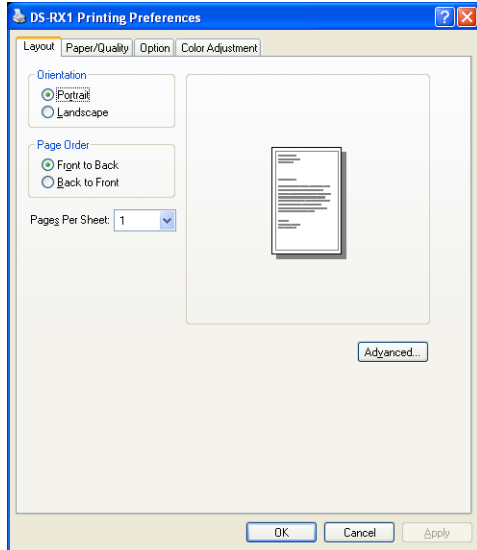 DS-RX1 Printing Preferences
Layout Paper/Quality Option Color Adjustment
Orientation
Portrait
Landscape
Page Order
Front to Back
Back to Front
Pages Per Sheet: 1
Advanced...
OK Cancel Apply